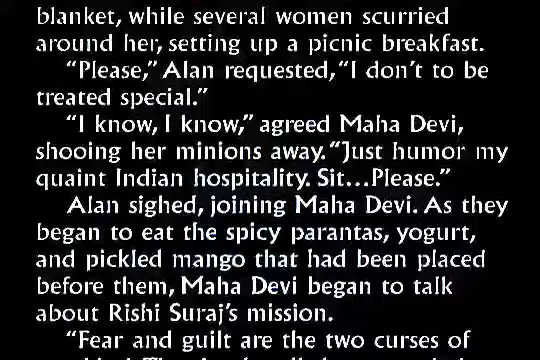 blanket, while several women scurried
around her, setting up a picnic breakfast.
“Please,” Alan requested, “I don’t to be
treated special.”
“I know, I know,” agreed Maha Devi,
shooing her minions away. “Just humor my
quaint Indian hospitality. Sit...Please.”
Alan sighed, joining Maha Devi. As they
began to eat the spicy parantas, yogurt,
and pickled mango that had been placed
before them, Maha Devi began to talk
about Rishi Suraj’s mission.
“Fear and guilt are the two curses of